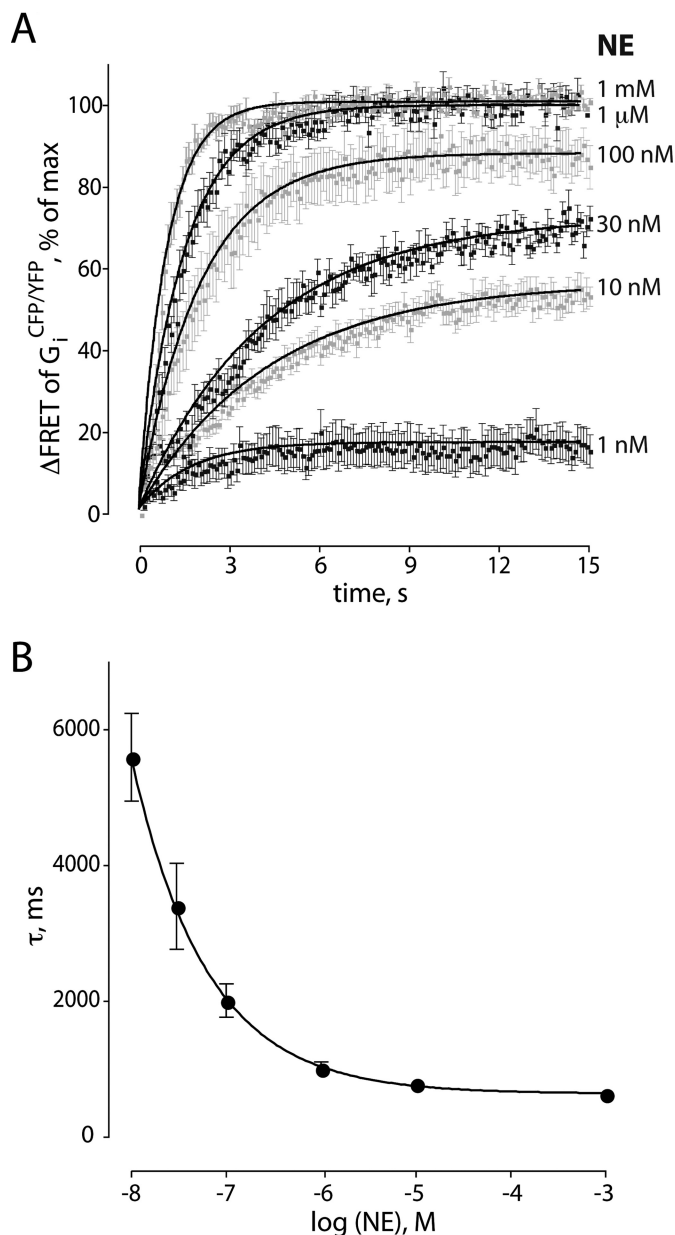 A
NE
1 mM
1 μM
100 nM
30 nM
10 nM
1 nM
ΔFRET of Gi^CFP/YFP, % of max
100
80
60
40
20
0
0 3 6 9 12 15
time, s
B
τ, ms
6000
4000
2000
0
-8 -7 -6 -5 -4 -3
log (NE), M